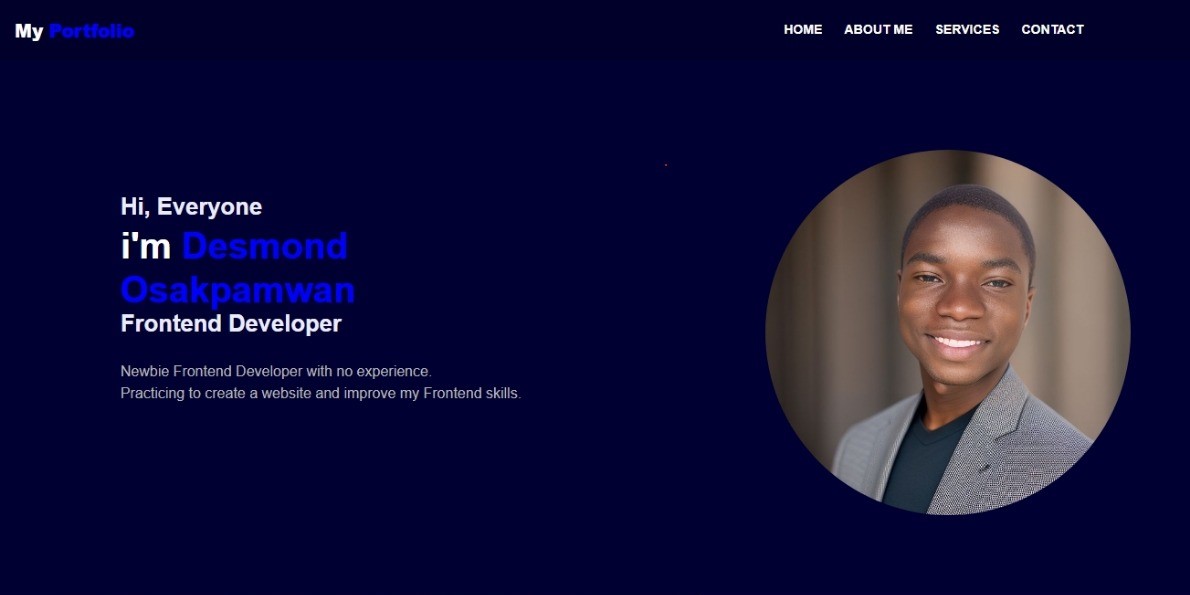 My Portfolio
HOME ABOUT ME SERVICES CONTACT
Hi, Everyone
i'm Desmond
Osakpamwan
Frontend Developer
Newbie Frontend Developer with no experience.
Practicing to create a website and improve my Frontend skills.